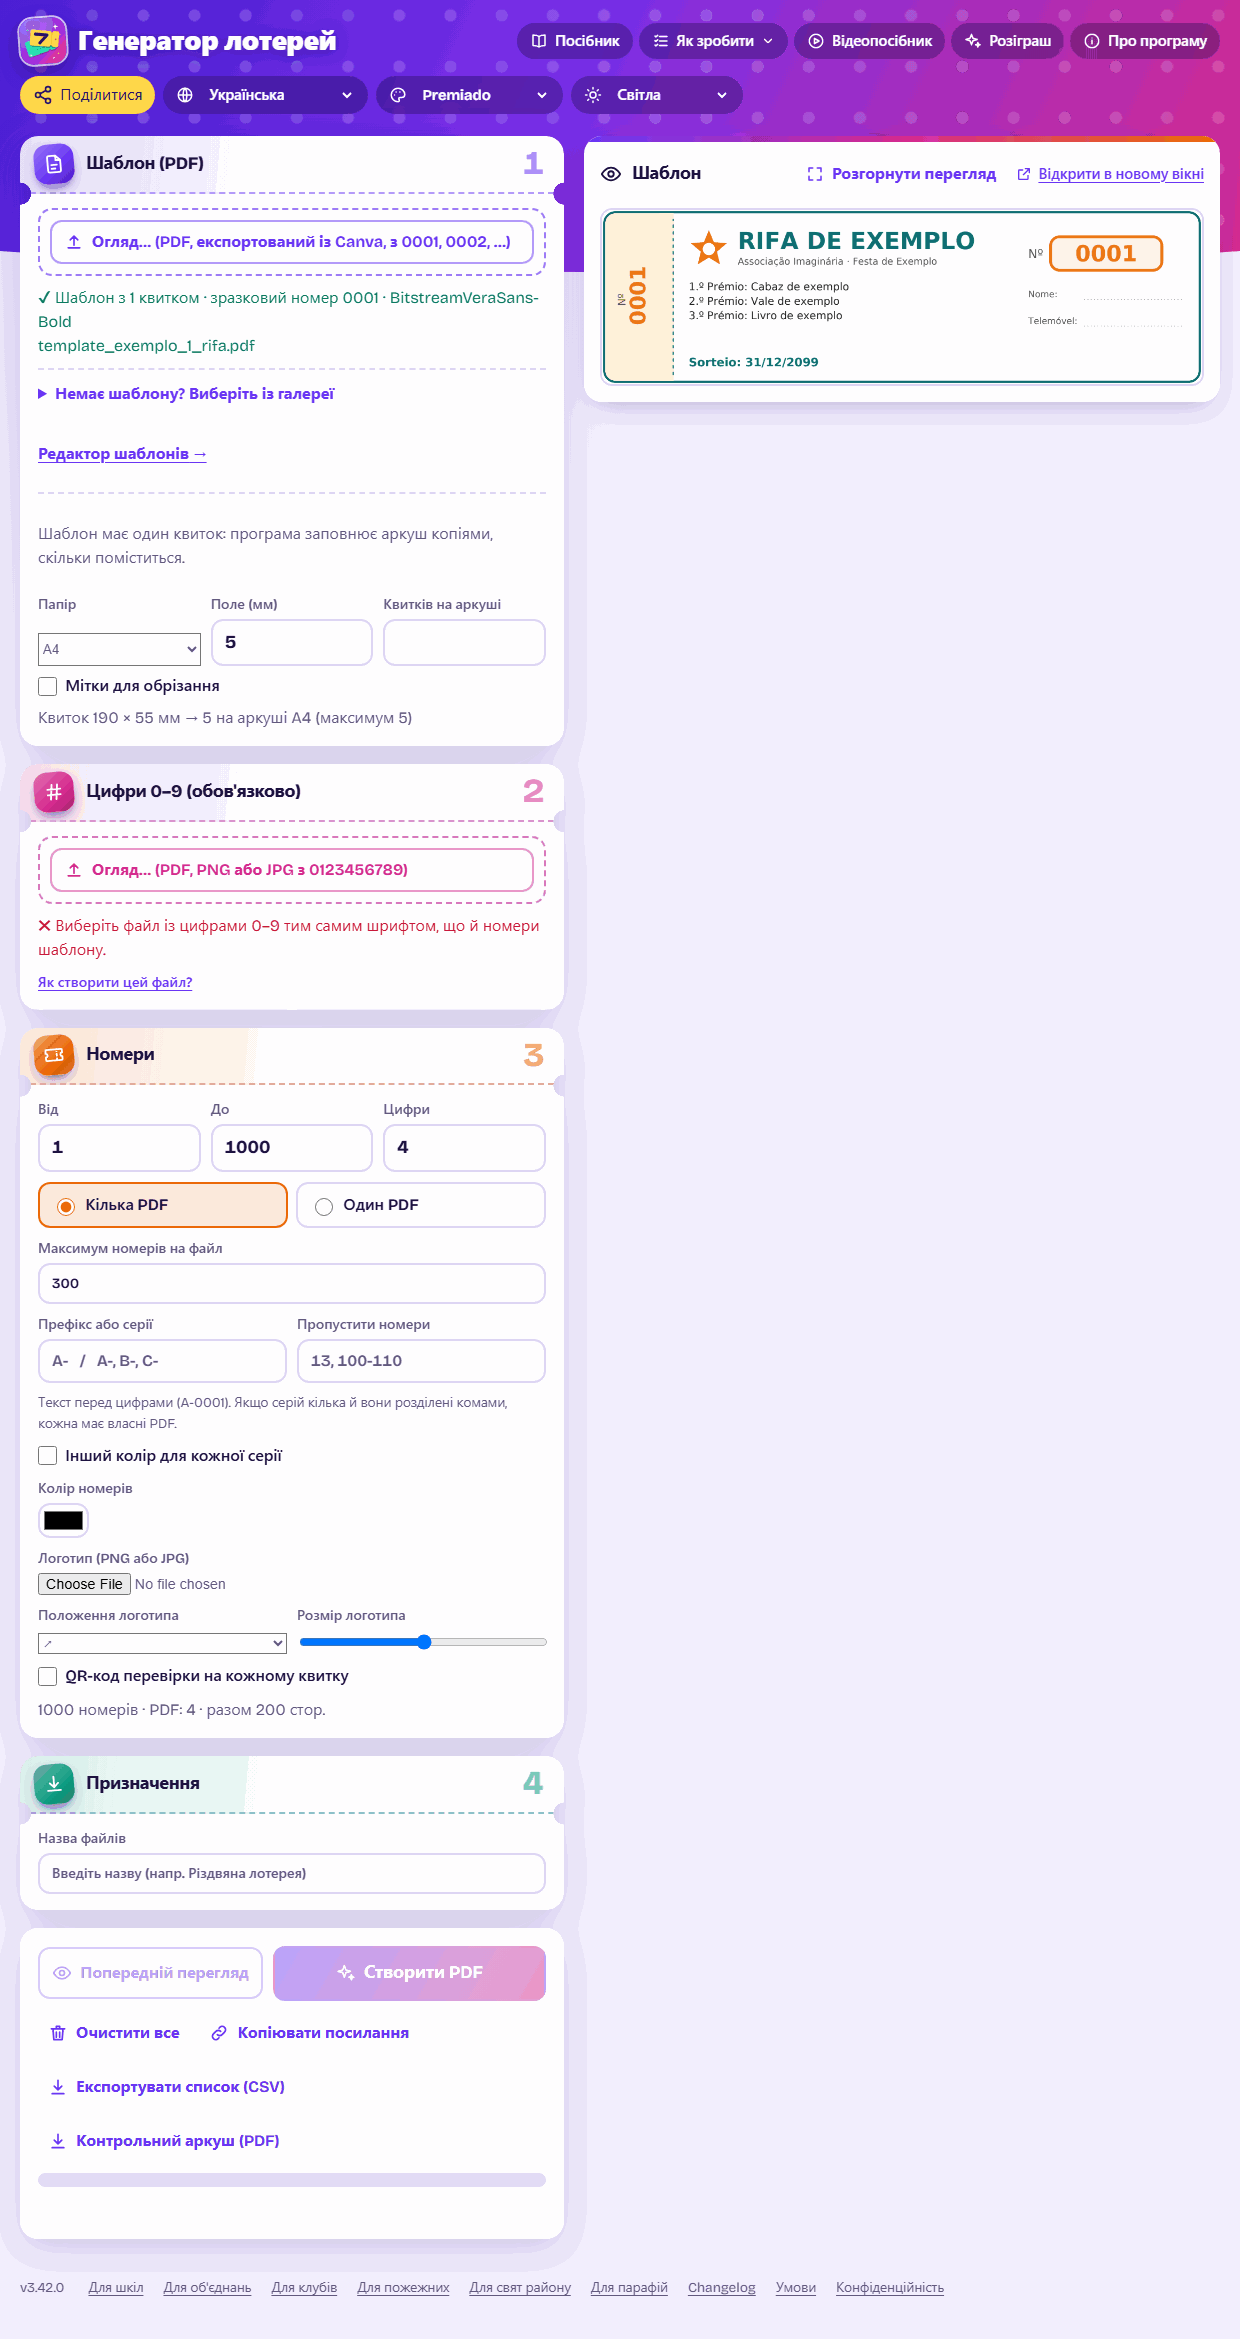 Генератор лотерей
Посібник
Як зробити
Відеопосібник
Розіграш
Про програму
Поділитися
Українська
Premiado
Світла
Шаблон (PDF)
1
Огляд... (PDF, експортований із Canva, з 0001, 0002, ...)
✓ Шаблон з 1 квитком · зразковий номер 0001 · BitstreamVeraSans-
Bold
template_exemplo_1_rifa.pdf
Немає шаблону? Виберіть із галереї
Редактор шаблонів →
Шаблон має один квиток: програма заповнює аркуш копіями,
скільки поміститься.
Папір
Поле (мм)
Квитків на аркуші
A4
5
Мітки для обрізання
Квиток 190 × 55 мм → 5 на аркуші A4 (максимум 5)
Цифри 0–9 (обов'язково)
2
Огляд... (PDF, PNG або JPG з 0123456789)
✕ Виберіть файл із цифрами 0–9 тим самим шрифтом, що й номери
шаблону.
Як створити цей файл?
Номери
3
Від
До
Цифри
1
1000
4
Кілька PDF
Один PDF
Максимум номерів на файл
300
Префікс або серії
Пропустити номери
A- / A-, B-, C-
13, 100-110
Текст перед цифрами (A-0001). Якщо серій кілька й вони розділені комами,
кожна має власні PDF.
Інший колір для кожної серії
Колір номерів
Логотип (PNG або JPG)
Choose File No file chosen
Положення логотипа
Розмір логотипа
↗
QR-код перевірки на кожному квитку
1000 номерів · PDF: 4 · разом 200 стор.
Призначення
4
Назва файлів
Введіть назву (напр. Різдвяна лотерея)
Попередній перегляд
Створити PDF
Очистити все
Копіювати посилання
Експортувати список (CSV)
Контрольний аркуш (PDF)
Шаблон
Розгорнути перегляд
Відкрити в новому вікні
Nº
0001
RIFA DE EXEMPLO
Associação Imaginária · Festa de Exemplo
1.º Prémio: Cabaz de exemplo
2.º Prémio: Vale de exemplo
3.º Prémio: Livro de exemplo
Sorteio: 31/12/2099
Nº
0001
Nome:
Telemóvel:
v3.42.0
Для шкіл
Для об'єднань
Для клубів
Для пожежних
Для свят району
Для парафій
Changelog
Умови
Конфіденційність